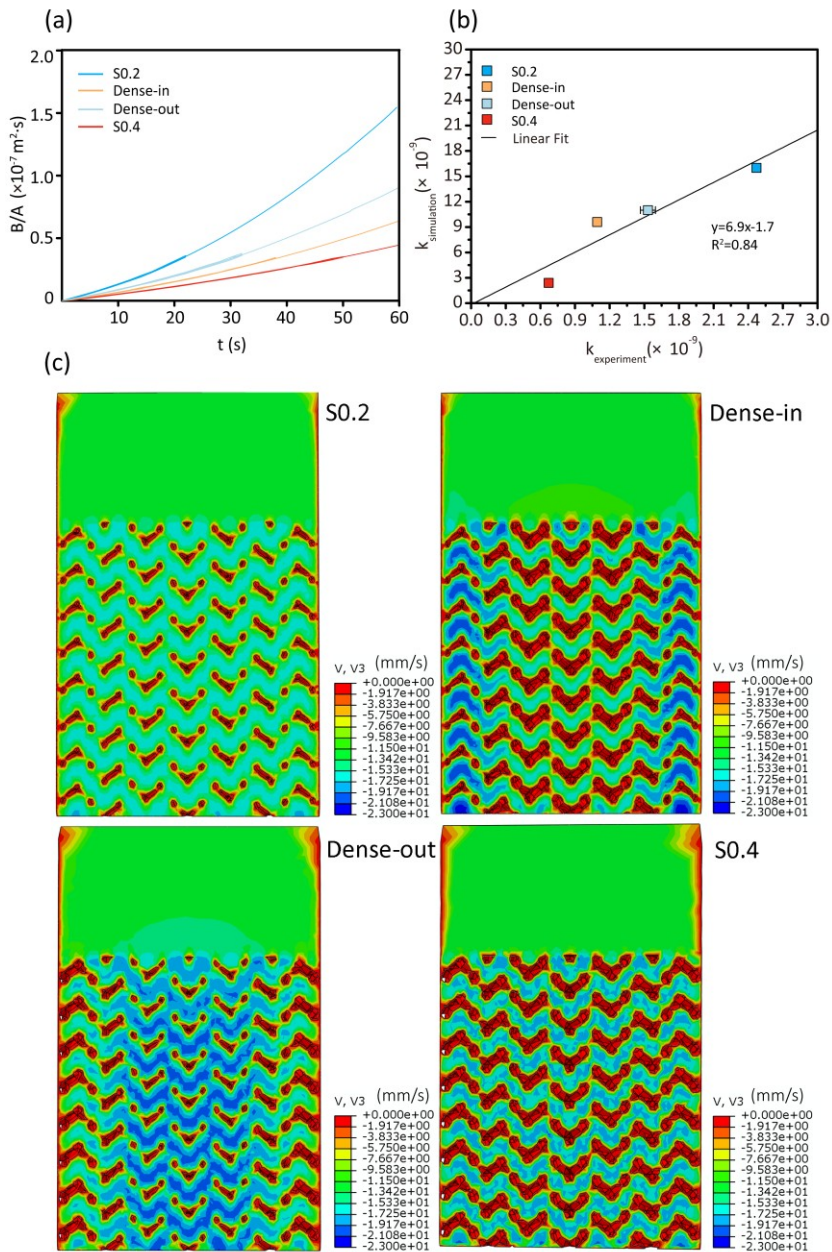 (a)
B/A (×10⁻⁷ m²·s)
2.0
1.5
1.0
0.5
0
10
20
30
40
50
60
t (s)
S0.2
Dense-in
Dense-out
S0.4
(b)
k simulation (× 10⁻⁹)
30
27
24
21
18
15
12
9
6
3
0
0.0
0.3
0.6
0.9
1.2
1.5
1.8
2.1
2.4
2.7
3.0
k experiment (× 10⁻⁹)
S0.2
Dense-in
Dense-out
S0.4
Linear Fit
y=6.9x-1.7
R²=0.84
(c)
S0.2
V, V3 (mm/s)
+0.000e+00
-1.917e+00
-3.833e+00
-5.750e+00
-7.667e+00
-9.583e+00
-1.150e+01
-1.342e+01
-1.533e+01
-1.725e+01
-1.917e+01
-2.108e+01
-2.300e+01
Dense-in
V, V3 (mm/s)
+0.000e+00
-1.917e+00
-3.833e+00
-5.750e+00
-7.667e+00
-9.583e+00
-1.150e+01
-1.342e+01
-1.533e+01
-1.725e+01
-1.917e+01
-2.108e+01
-2.300e+01
Dense-out
V, V3 (mm/s)
+0.000e+00
-1.917e+00
-3.833e+00
-5.750e+00
-7.667e+00
-9.583e+00
-1.150e+01
-1.342e+01
-1.533e+01
-1.725e+01
-1.917e+01
-2.108e+01
-2.300e+01
S0.4
V, V3 (mm/s)
+0.000e+00
-1.917e+00
-3.833e+00
-5.750e+00
-7.667e+00
-9.583e+00
-1.150e+01
-1.342e+01
-1.533e+01
-1.725e+01
-1.917e+01
-2.108e+01
-2.300e+01